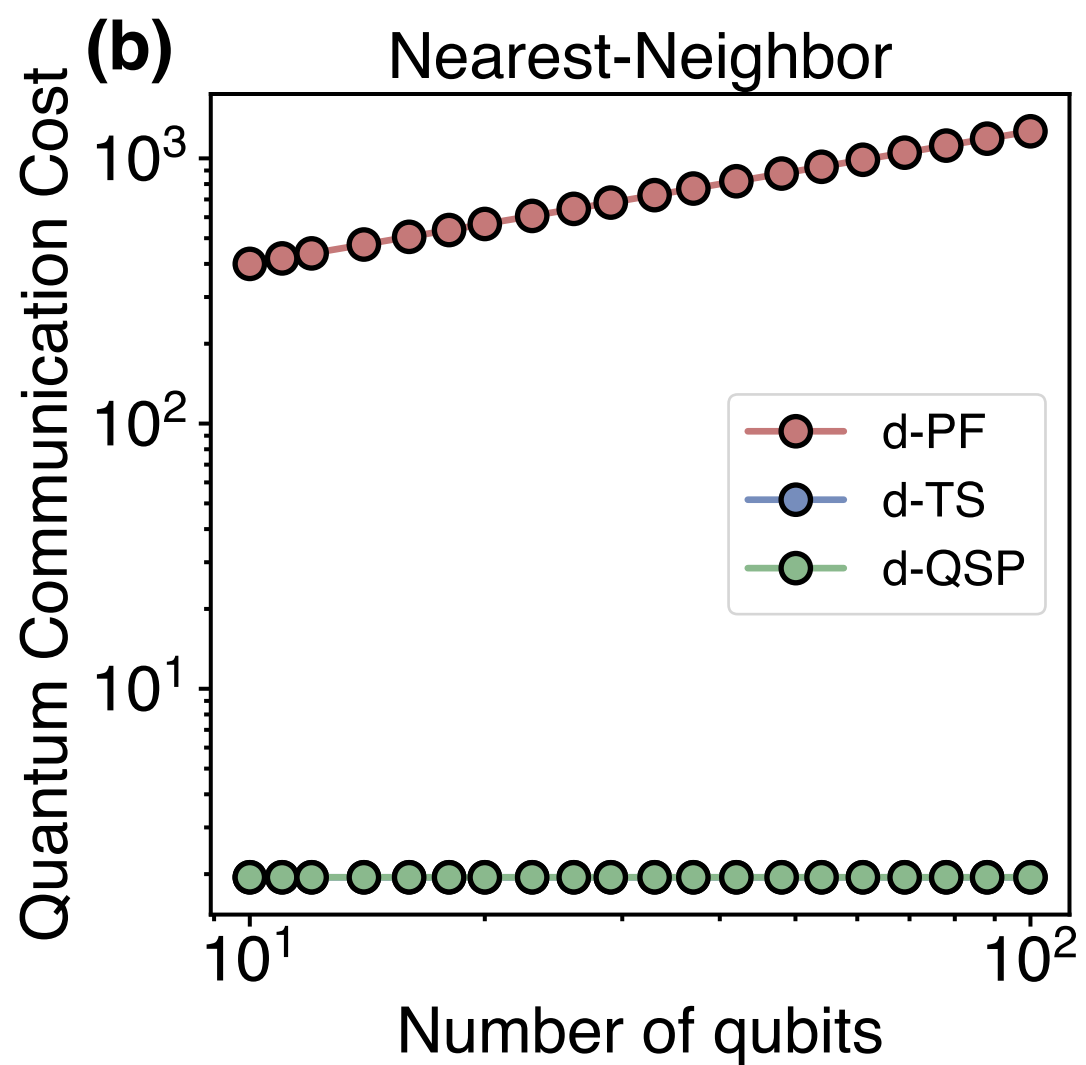 (b)
Nearest-Neighbor
Quantum Communication Cost
10³
10²
10¹
d-PF
d-TS
d-QSP
10¹
10²
Number of qubits